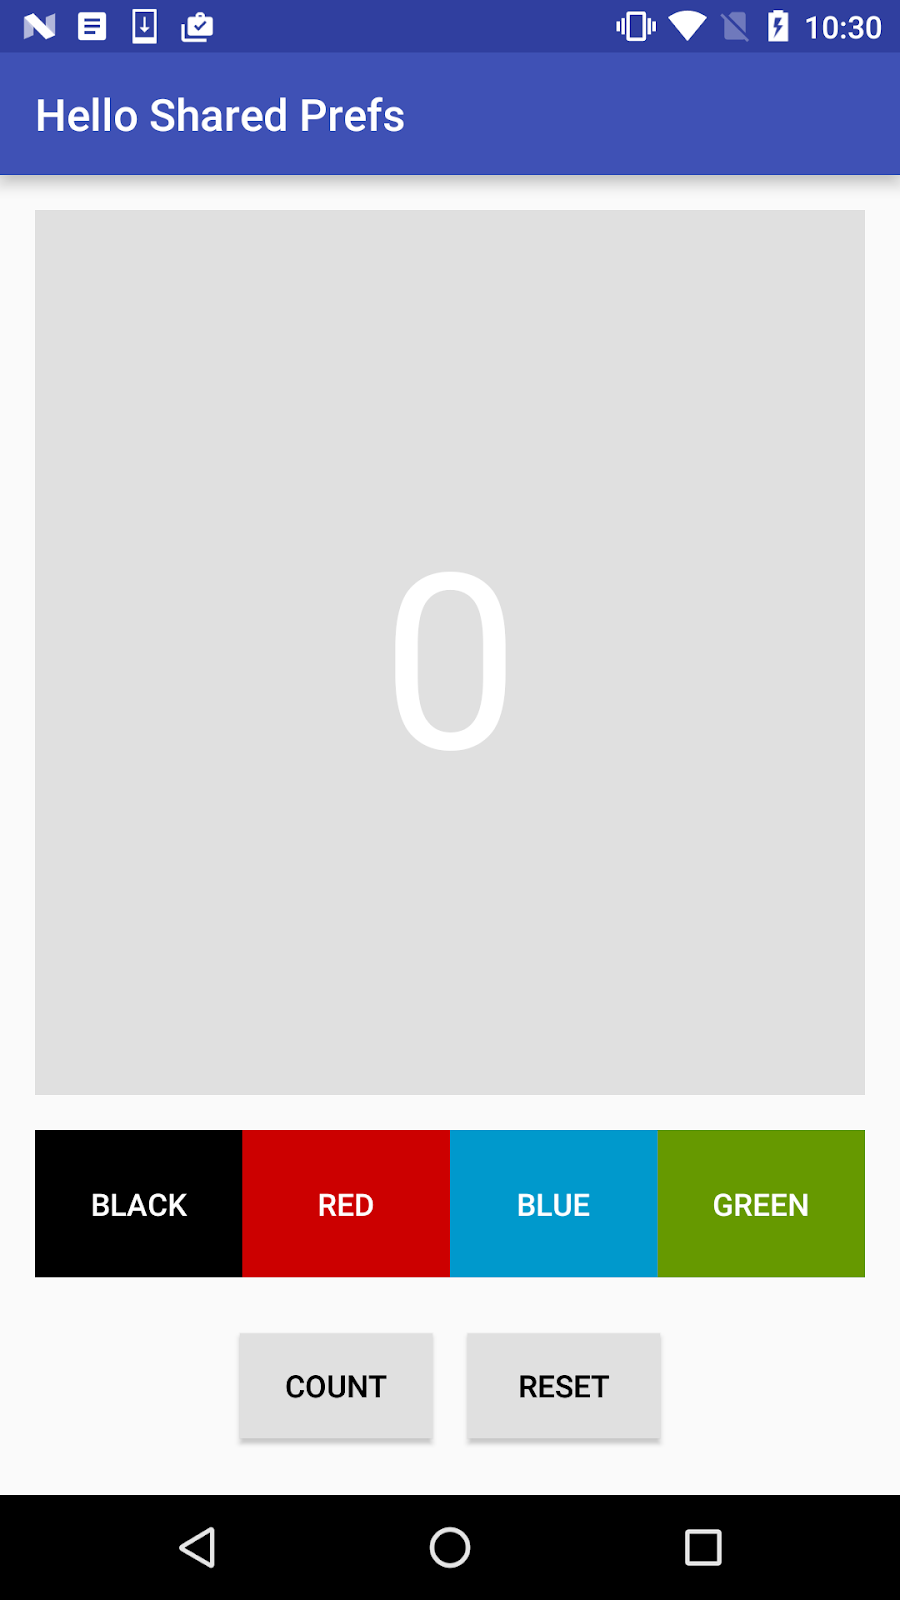 10:30
Hello Shared Prefs
0
BLACK RED BLUE GREEN
COUNT RESET